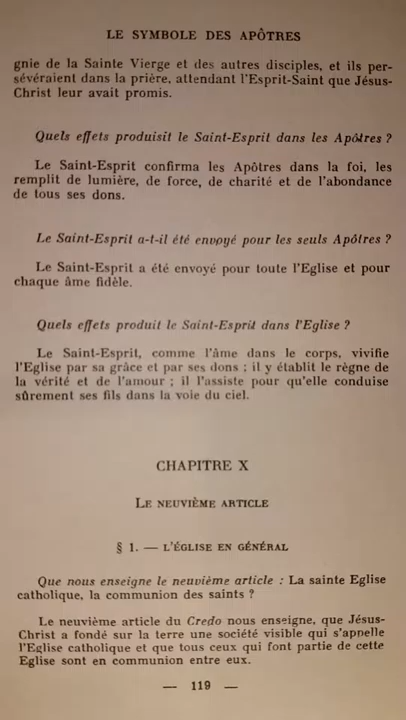 LE SYMBOLE DES APÔTRES
gnie de la Sainte Vierge et des autres disciples, et ils per-
sévéraient dans la prière, attendant l'Esprit-Saint que Jésus-
Christ leur avait promis.
Quels effets produisit le Saint-Esprit dans les Apôtres ?
Le Saint-Esprit confirma les Apôtres dans la foi, les
remplit de lumière, de force, de charité et de l'abondance
de tous ses dons.
Le Saint-Esprit a-t-il été envoyé pour les seuls Apôtres ?
Le Saint-Esprit a été envoyé pour toute l'Eglise et pour
chaque âme fidèle.
Quels effets produit le Saint-Esprit dans l'Eglise ?
Le Saint-Esprit, comme l'âme dans le corps, vivifie
l'Eglise par sa grâce et par ses dons ; il y établit le règne de
la vérité et de l'amour ; il l'assiste pour qu'elle conduise
sûrement ses fils dans la voie du ciel.
CHAPITRE X
LE NEUVIÈME ARTICLE
§ 1. — L'ÉGLISE EN GÉNÉRAL
Que nous enseigne le neuvième article : La sainte Eglise
catholique, la communion des saints ?
Le neuvième article du Credo nous enseigne, que Jésus-
Christ a fondé sur la terre une société visible qui s'appelle
l'Eglise catholique et que tous ceux qui font partie de cette
Eglise sont en communion entre eux.
— 119 —